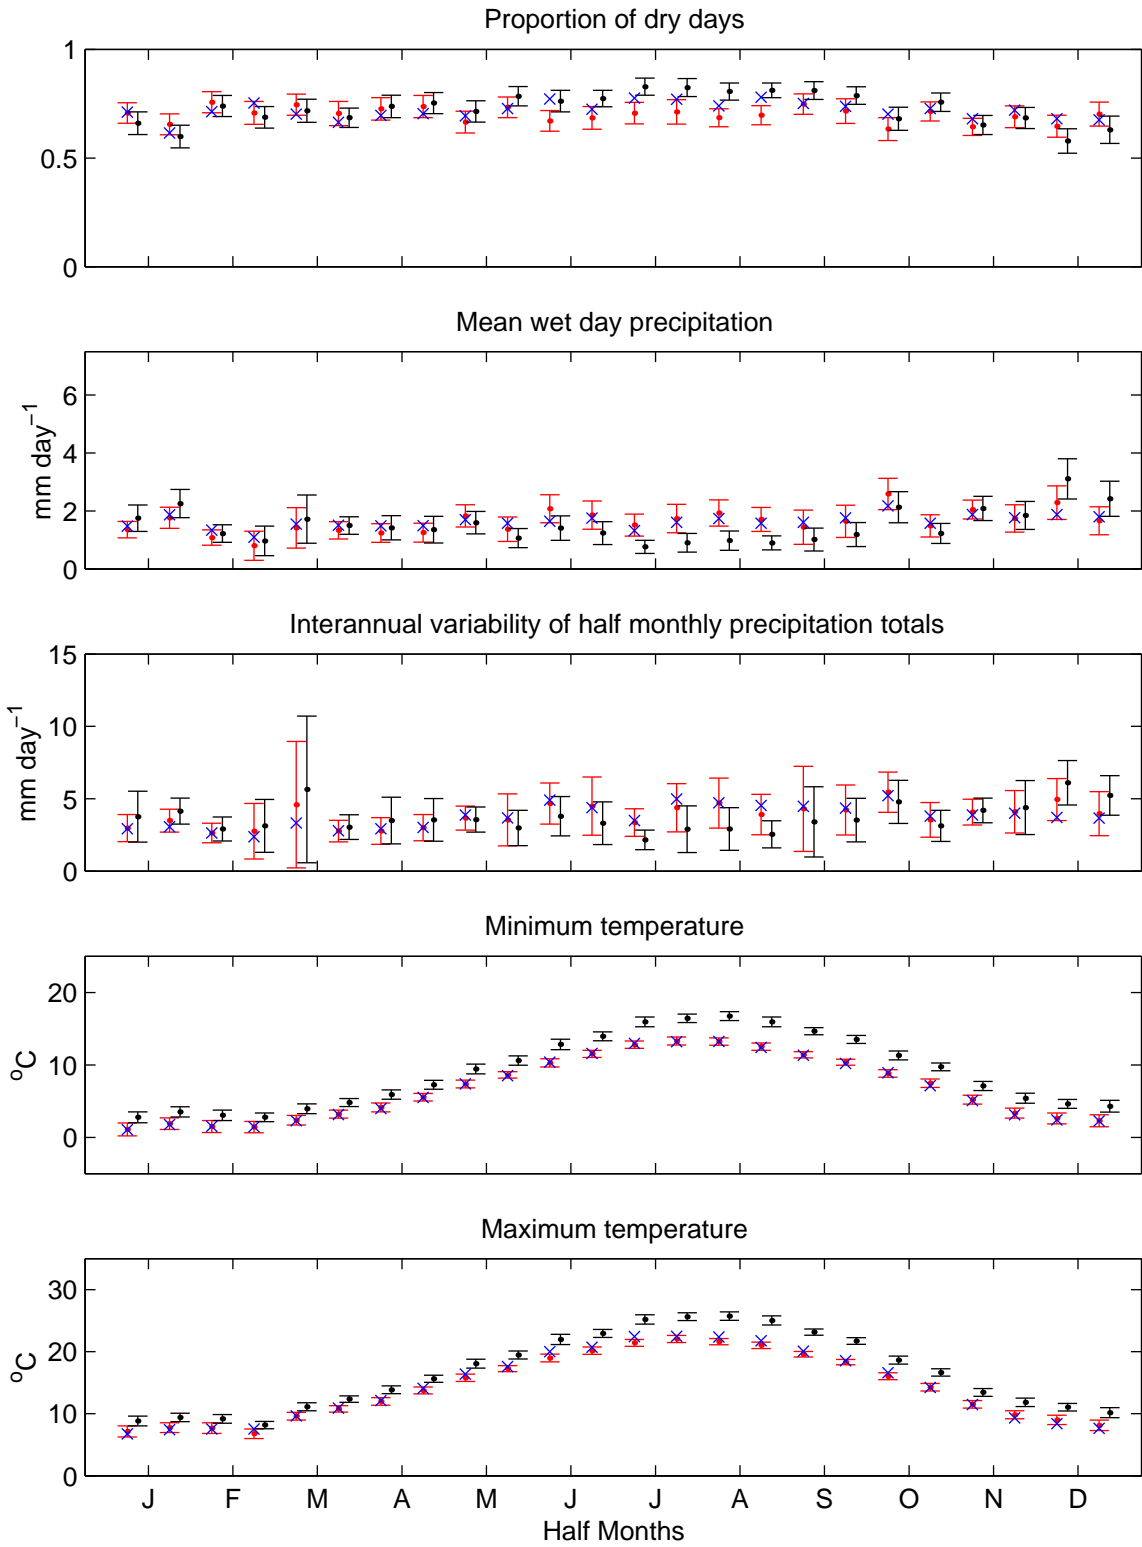 Proportion of dry days
1
0.5
0
Mean wet day precipitation
6
4
2
0
mm day⁻¹
Interannual variability of half monthly precipitation totals
15
10
5
0
mm day⁻¹
Minimum temperature
20
10
0
°C
Maximum temperature
30
20
10
0
°C
J F M A M J J A S O N D
Half Months